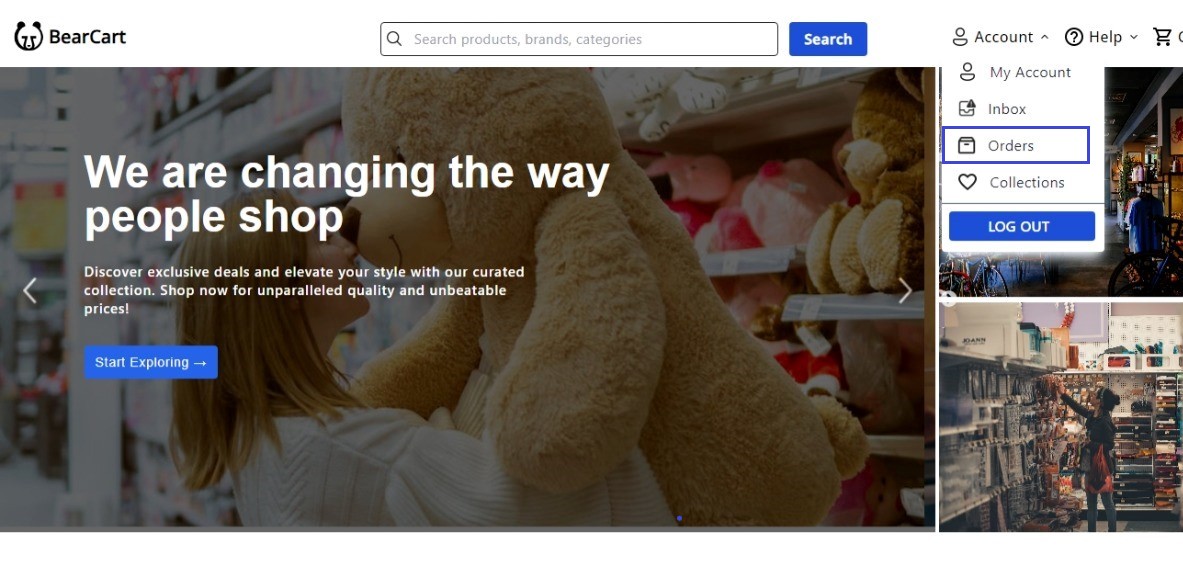 BearCart
Search products, brands, categories
Search
Account
Help
My Account
Inbox
Orders
Collections
LOG OUT
We are changing the way
people shop
Discover exclusive deals and elevate your style with our curated
collection. Shop now for unparalleled quality and unbeatable
prices!
Start Exploring →
JOANN